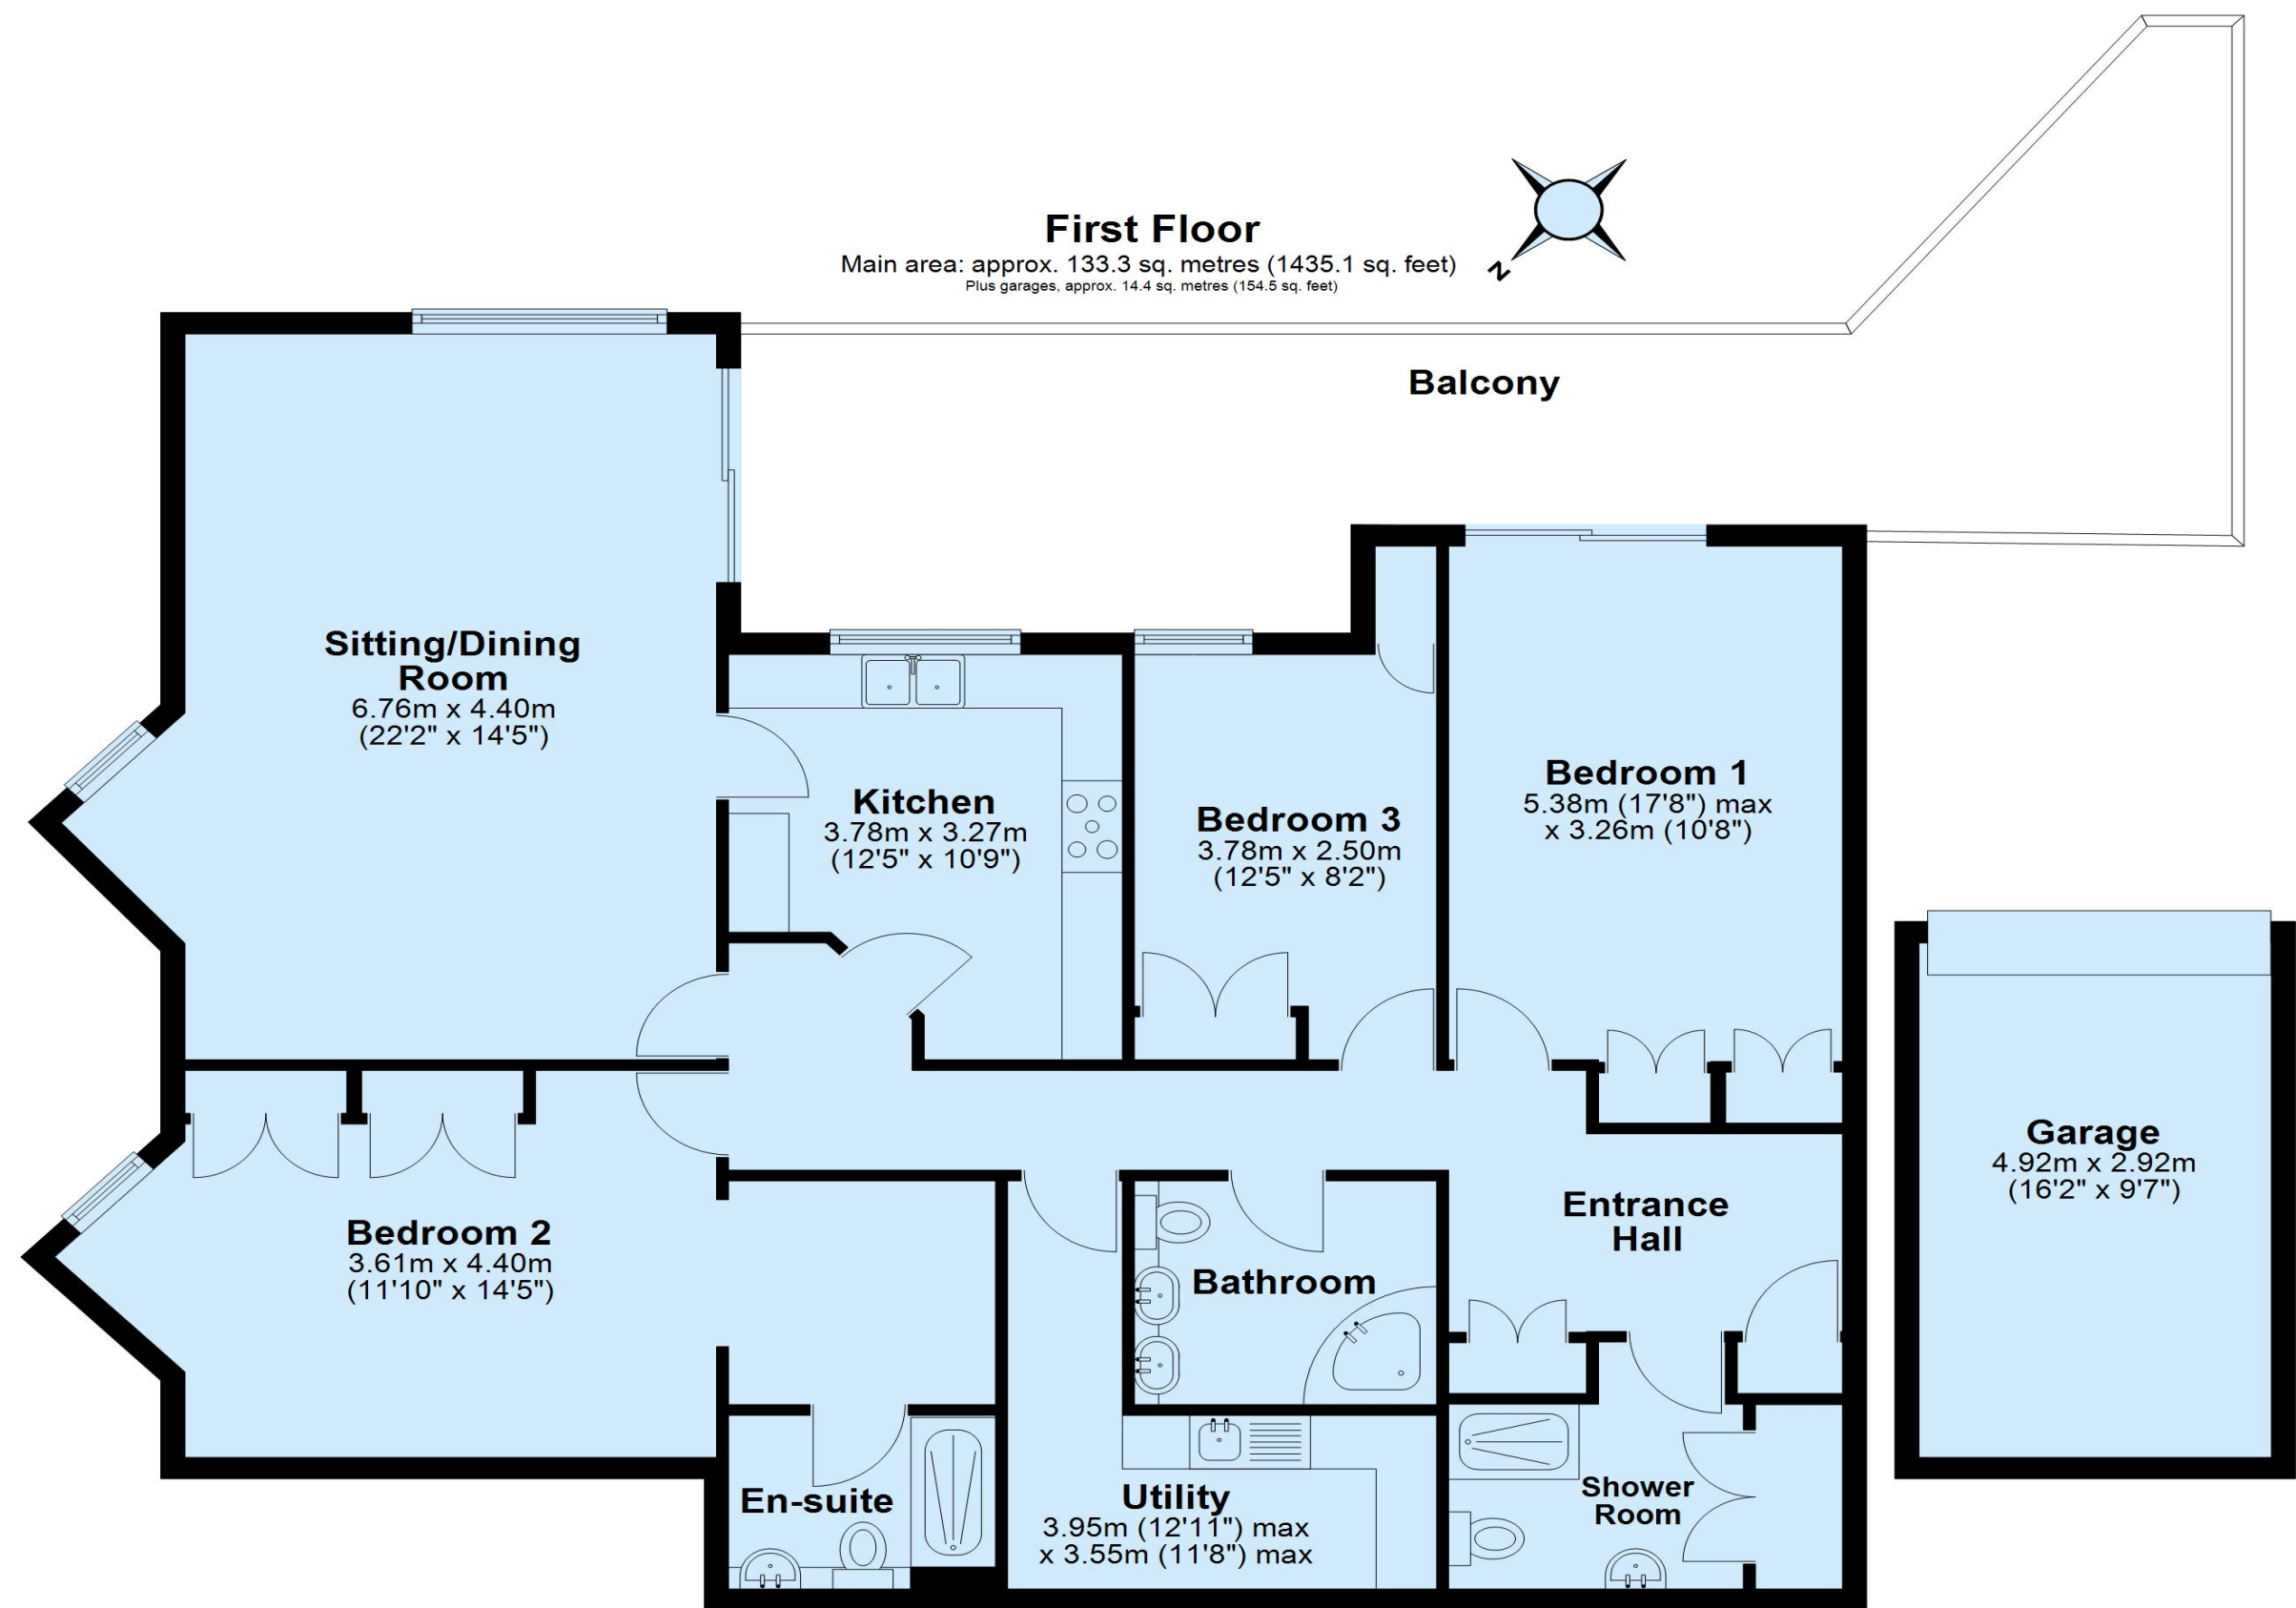 First Floor
Main area: approx. 133.3 sq. metres (1435.1 sq. feet)
Plus garages, approx. 14.4 sq. metres (154.5 sq. feet)
N
Balcony
Sitting/Dining
Room
6.76m x 4.40m
(22'2" x 14'5")
Kitchen
3.78m x 3.27m
(12'5" x 10'9")
Bedroom 3
3.78m x 2.50m
(12'5" x 8'2")
Bedroom 1
5.38m (17'8") max
x 3.26m (10'8")
Garage
4.92m x 2.92m
(16'2" x 9'7")
Bedroom 2
3.61m x 4.40m
(11'10" x 14'5")
Bathroom
Entrance
Hall
En-suite
Utility
3.95m (12'11") max
x 3.55m (11'8") max
Shower
Room